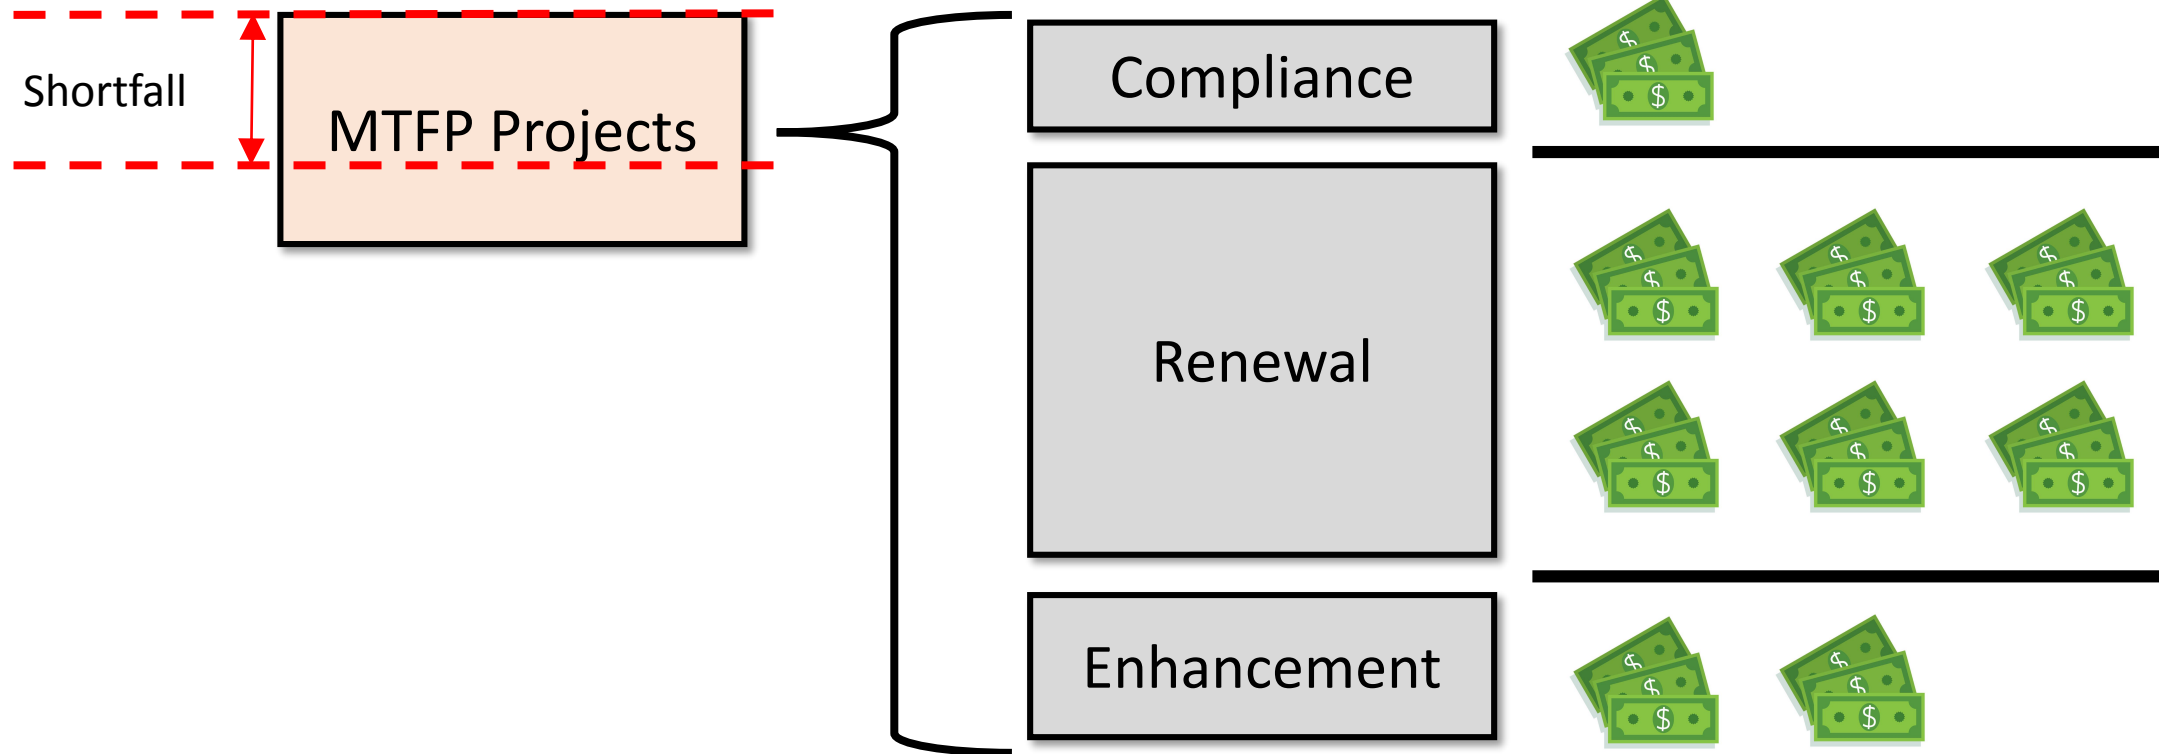 Shortfall
MTFP Projects
Compliance
$ $ $
Renewal
$ $ $ $ $ $ $ $ $
$ $ $ $ $ $ $ $ $
Enhancement
$ $ $ $ $ $